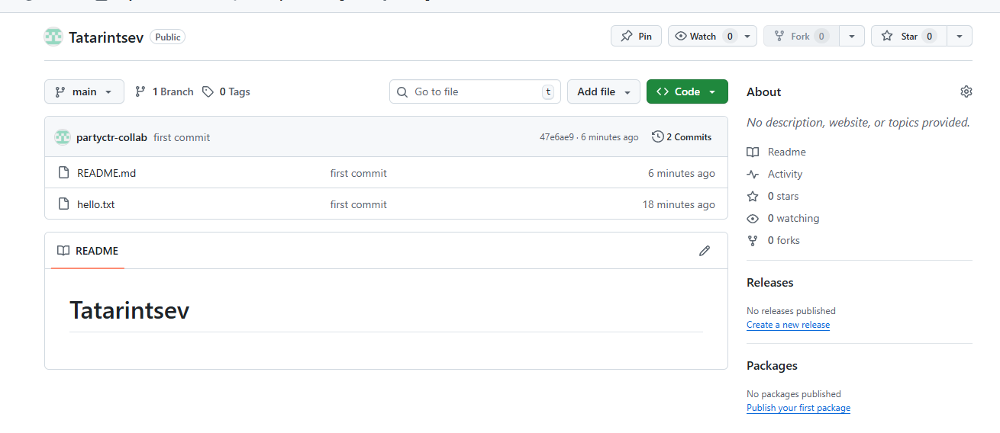 Tatarintsev Public Pin Watch 0 Fork 0 Star 0
main 1 Branch 0 Tags Go to file t Add file Code
partyctr-collab first commit 47e6ae9 · 6 minutes ago 2 Commits
README.md first commit 6 minutes ago
hello.txt first commit 18 minutes ago
README
Tatarintsev
About
No description, website, or topics provided.
Readme
Activity
0 stars
0 watching
0 forks
Releases
No releases published
Create a new release
Packages
No packages published
Publish your first package